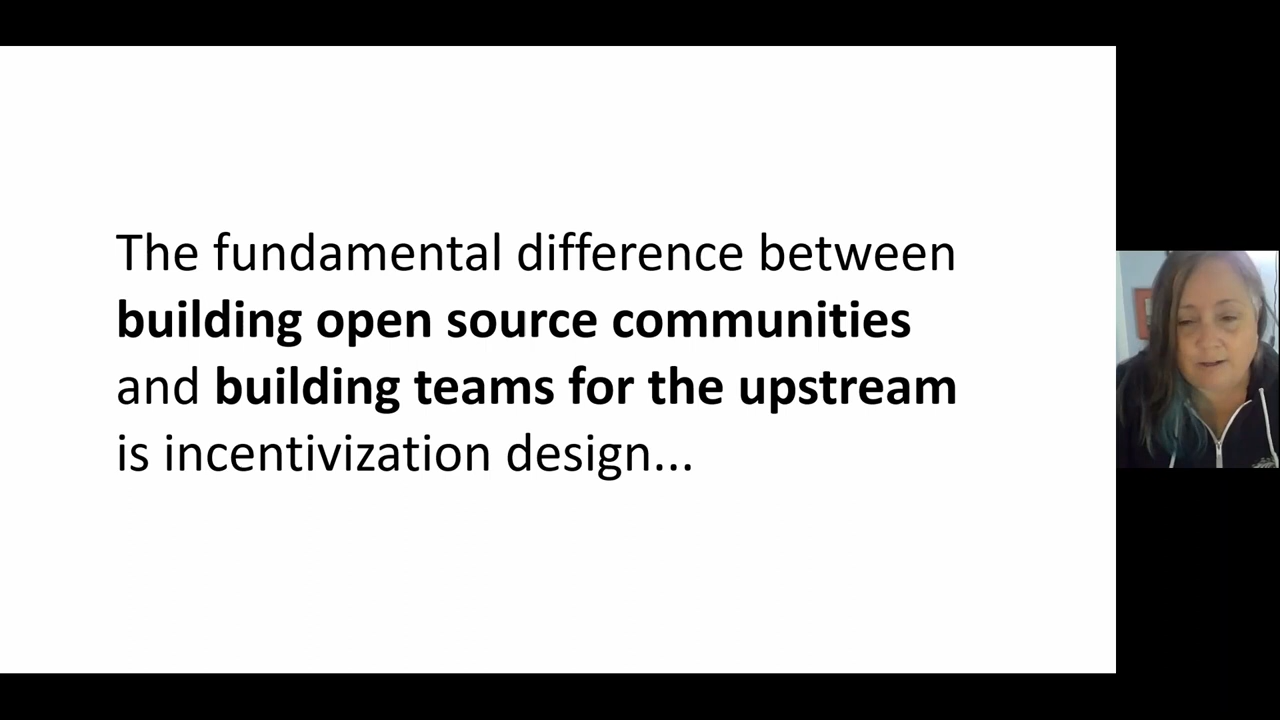 The fundamental difference between
building open source communities
and building teams for the upstream
is incentivization design...